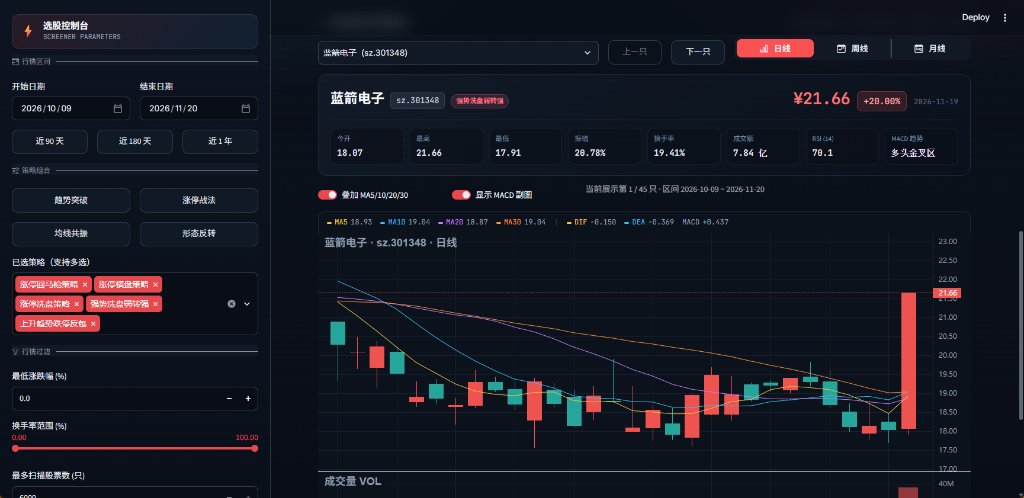 Deploy
选股控制台
SCREENER PARAMETERS
行情区间
开始日期
结束日期
2026/10/09
2026/11/20
近 90 天
近 180 天
近 1 年
策略组合
趋势突破
涨停战法
均线共振
形态反转
已选策略（支持多选）
涨停回马枪策略 ×
涨停横盘策略 ×
涨停洗盘策略 ×
强势洗盘弱转强 ×
上升趋势跌停反包 ×
行情过滤
最低涨跌幅 (%)
0.0
换手率范围 (%)
0.00
100.00
最多扫描股票数 (只)
6000
蓝箭电子 (sz.301348)
上一只
下一只
日线
周线
月线
蓝箭电子
sz.301348
强势洗盘弱转强
¥21.66
+20.00%
2026-11-19
今开
18.07
最高
21.66
最低
17.91
振幅
20.78%
换手率
19.41%
成交额
7.84 亿
RSI (14)
70.1
MACD 趋势
多头金叉区
叠加 MA5/10/20/30
显示 MACD 副图
当前展示第 1 / 45 只 · 区间 2026-10-09 ~ 2026-11-20
MA5 18.93
MA10 19.04
MA20 18.87
MA30 19.04
DIF -0.150
DEA -0.369
MACD +0.437
蓝箭电子 · sz.301348 · 日线
23.00
22.50
22.00
21.66
21.00
20.50
20.00
19.50
19.00
18.50
18.00
17.50
17.00
成交量 VOL
40M